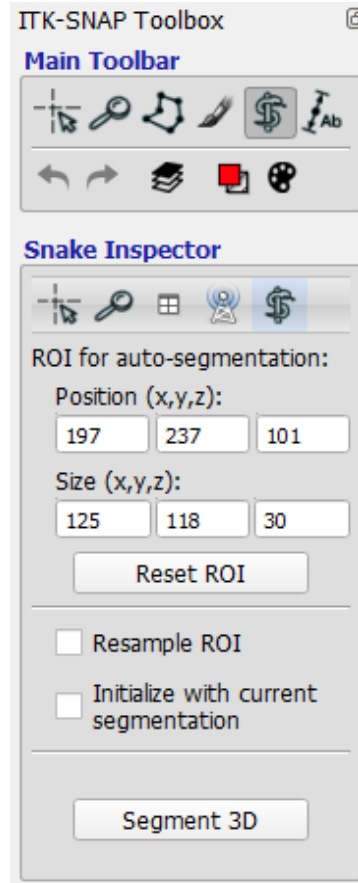 ITK-SNAP Toolbox
Main Toolbar
Ab
Snake Inspector
ROI for auto-segmentation:
Position (x,y,z):
197 237 101
Size (x,y,z):
125 118 30
Reset ROI
Resample ROI
Initialize with current
segmentation
Segment 3D